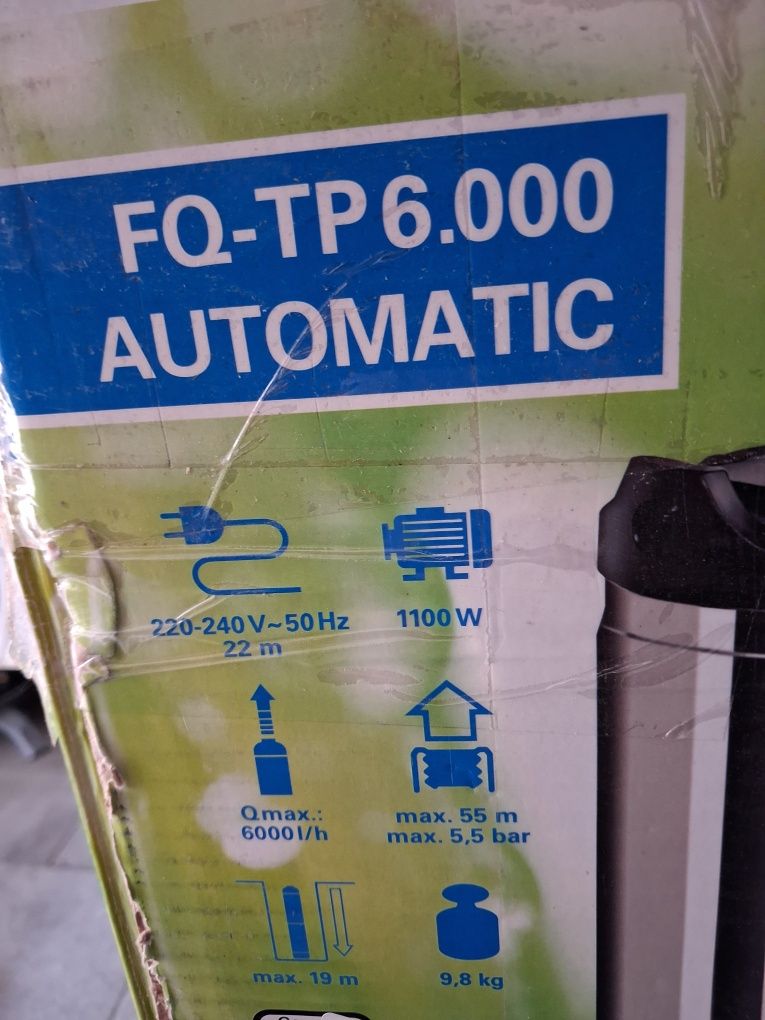 FQ-TP 6.000
AUTOMATIC
220-240 V~50 Hz
22 m
1100 W
Qmax.:
6000 l/h
max. 55 m
max. 5,5 bar
max. 19 m
9,8 kg